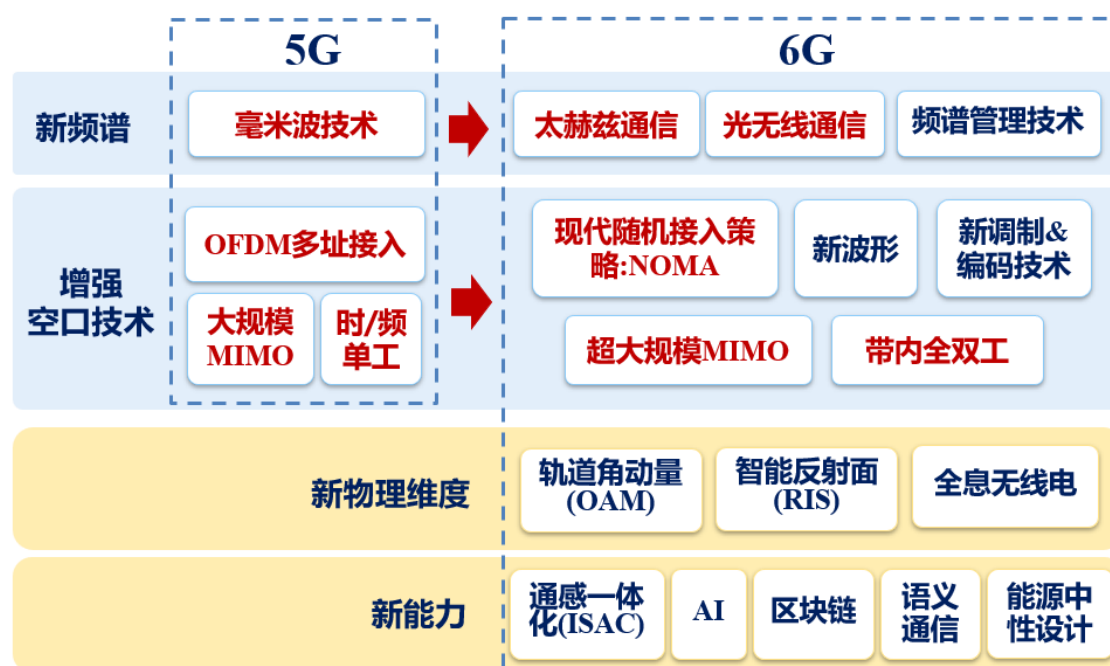 5G
6G
新频谱
毫米波技术
太赫兹通信
光无线通信
频谱管理技术
增强
空口技术
OFDM多址接入
大规模
MIMO
时/频
单工
现代随机接入策
略:NOMA
新波形
新调制&
编码技术
超大规模MIMO
带内全双工
新物理维度
轨道角动量
(OAM)
智能反射面
(RIS)
全息无线电
新能力
通感一体
化(ISAC)
AI
区块链
语义
通信
能源中
性设计